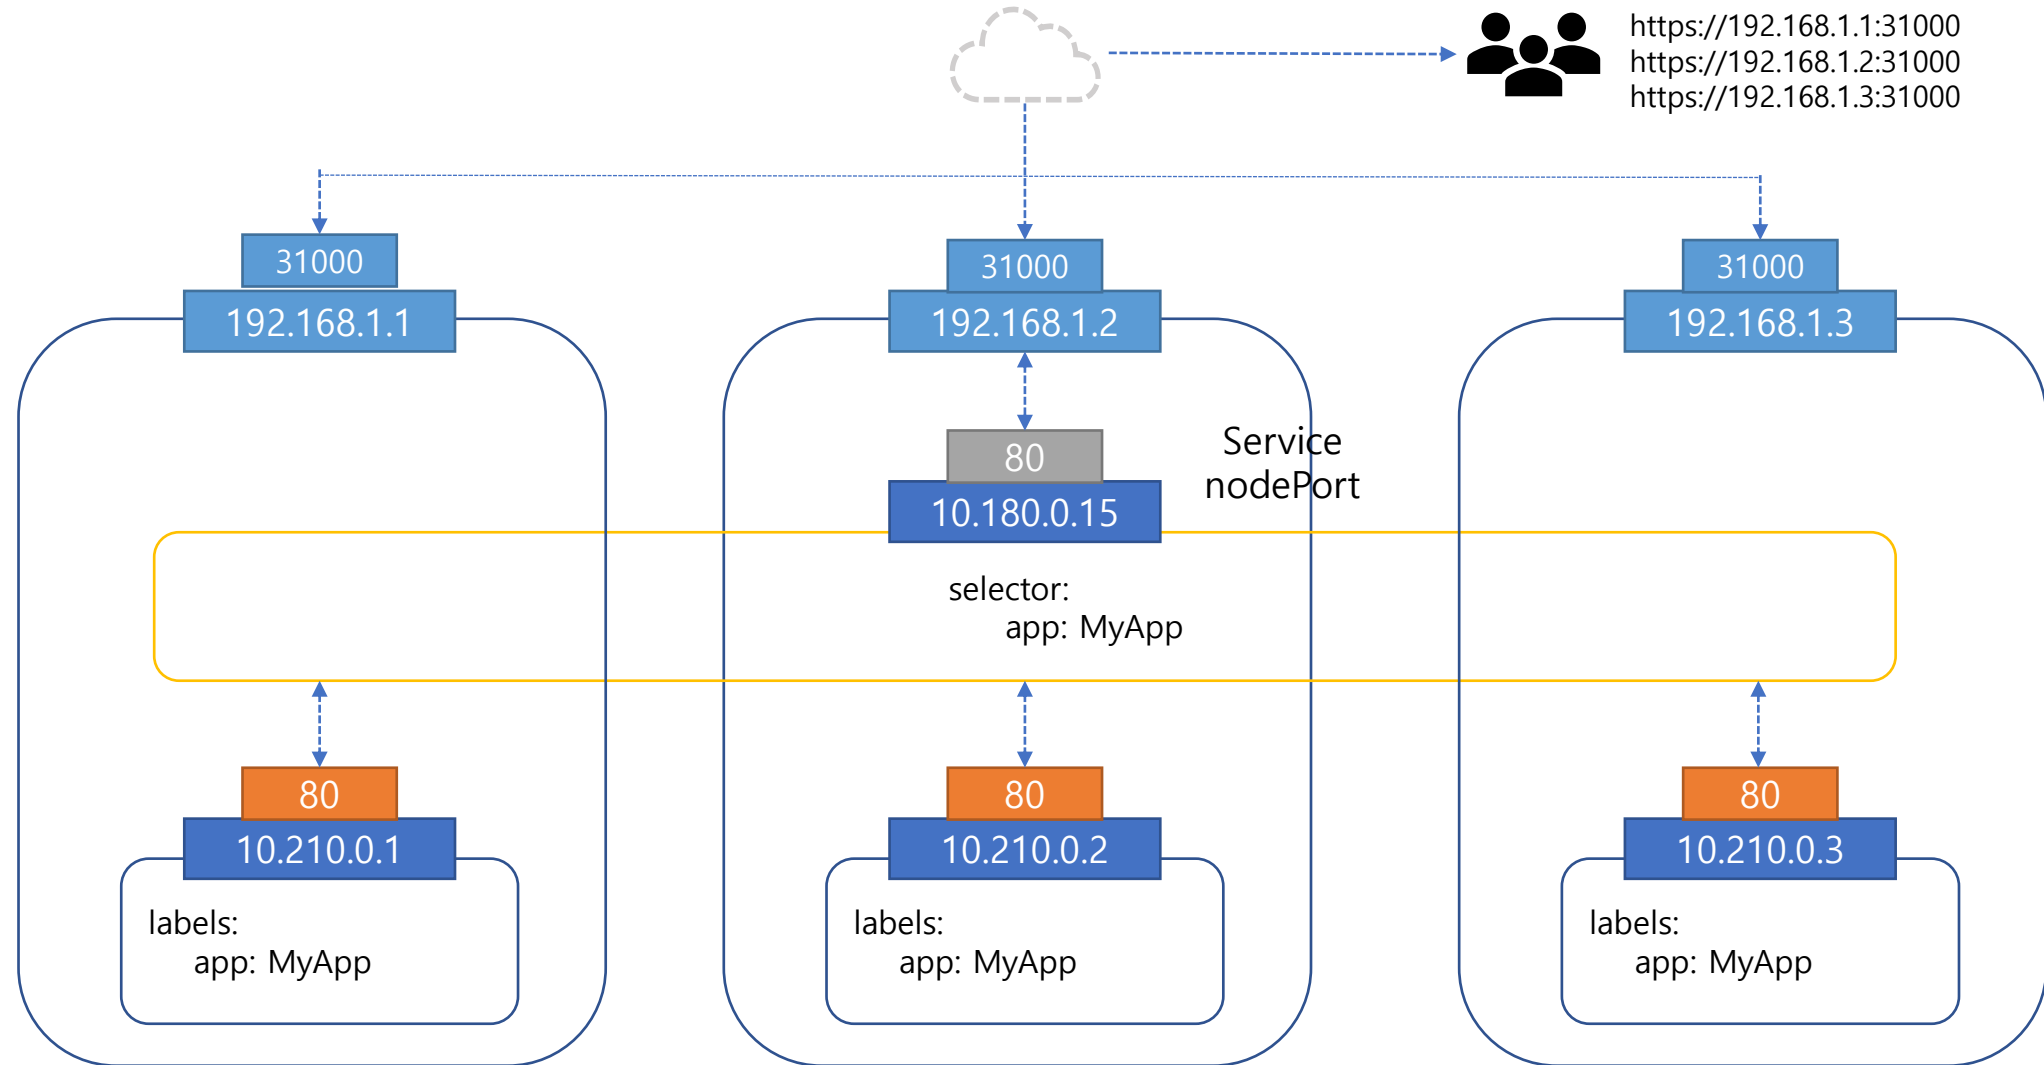 https://192.168.1.1:31000
https://192.168.1.2:31000
https://192.168.1.3:31000
31000
31000
31000
192.168.1.1
192.168.1.2
192.168.1.3
80
Service
nodePort
10.180.0.15
selector:
app: MyApp
80
80
80
10.210.0.1
10.210.0.2
10.210.0.3
labels:
app: MyApp
labels:
app: MyApp
labels:
app: MyApp